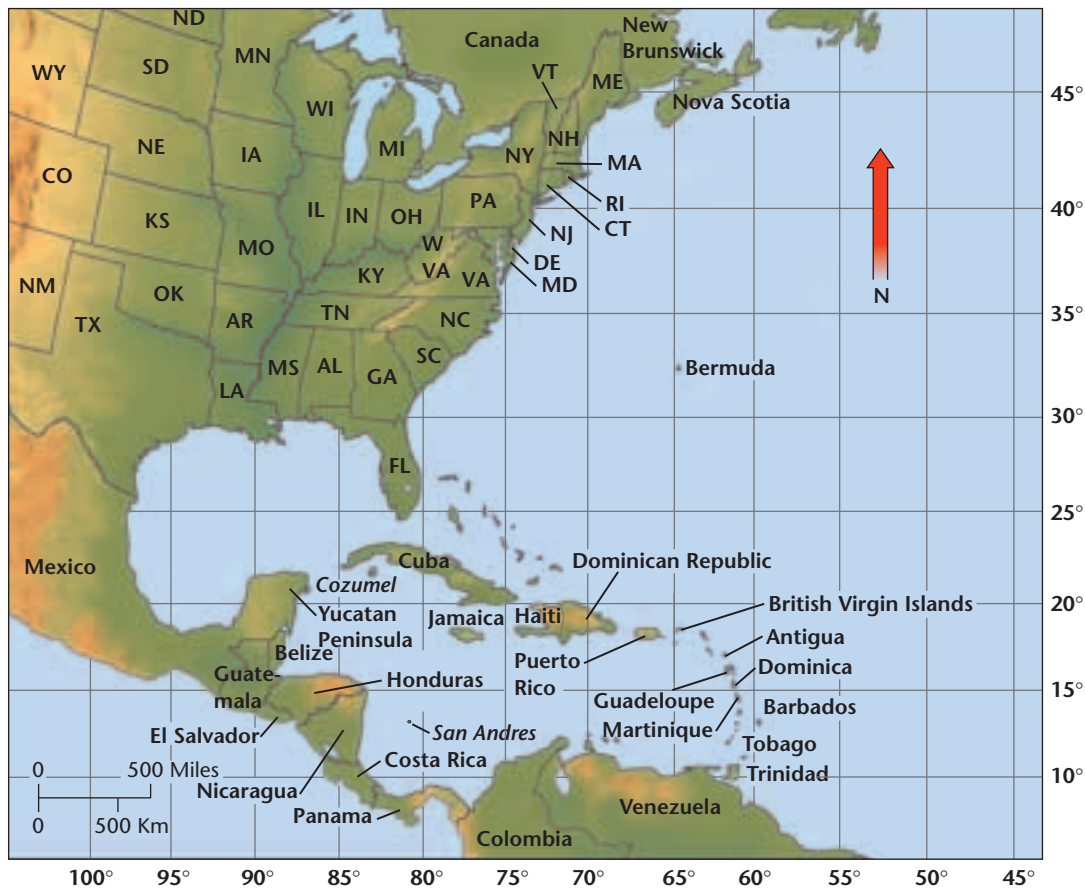 ND
MN
Canada
New
Brunswick
WY
SD
VT
ME
WI
45°
Nova Scotia
NE
IA
MI
NY
NH
MA
CO
PA
RI
40°
KS
IL
IN
OH
CT
MO
NJ
W
VA
DE
NM
KY
VA
MD
OK
N
TX
AR
TN
NC
35°
MS
AL
GA
SC
Bermuda
LA
30°
FL
25°
Mexico
Cuba
Dominican Republic
Cozumel
20°
British Virgin Islands
Yucatan
Peninsula
Jamaica
Haiti
Antigua
Belize
Puerto
Rico
Dominica
Guate-
mala
Honduras
15°
Guadeloupe
Barbados
Martinique
El Salvador
San Andres
Tobago
Costa Rica
0
500 Miles
Trinidad
10°
Nicaragua
Panama
Venezuela
0
500 Km
Colombia
100°
95°
90°
85°
80°
75°
70°
65°
60°
55°
50°
45°